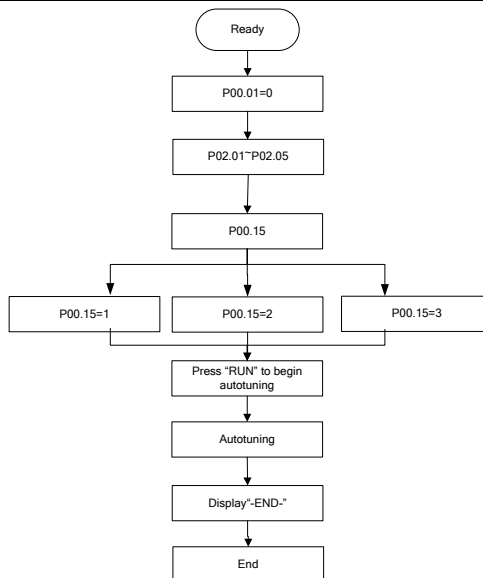 Ready
P00.01=0
P02.01~P02.05
P00.15
P00.15=1
P00.15=2
P00.15=3
Press “RUN” to begin
autotuning
Autotuning
Display“-END-”
End